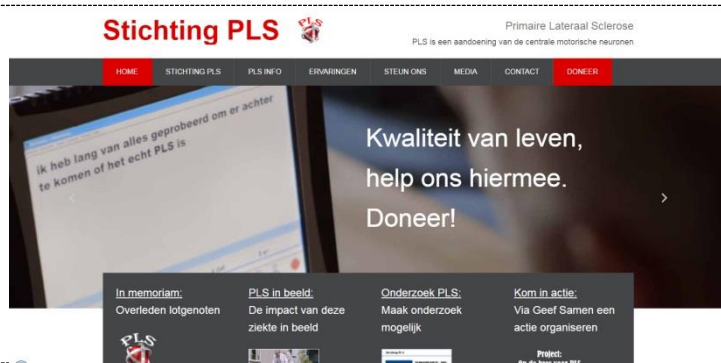 Stichting PLS
PLS
Primaire Lateraal Sclerose
PLS is een aandoening van de centrale motorische neuronen
HOME STICHTING PLS PLS INFO ERVARINGEN STEUN ONS MEDIA CONTACT DONEER
ik heb lang van alles geprobeerd om er achter
te komen of het echt PLS is
Kwaliteit van leven,
help ons hiermee.
Doneer!
In memoriam:
Overleden lotgenoten
PLS
PLS in beeld:
De impact van deze
ziekte in beeld
Onderzoek PLS:
Maak onderzoek
mogelijk
Kom in actie:
Via Geef Samen een
actie organiseren
Project: